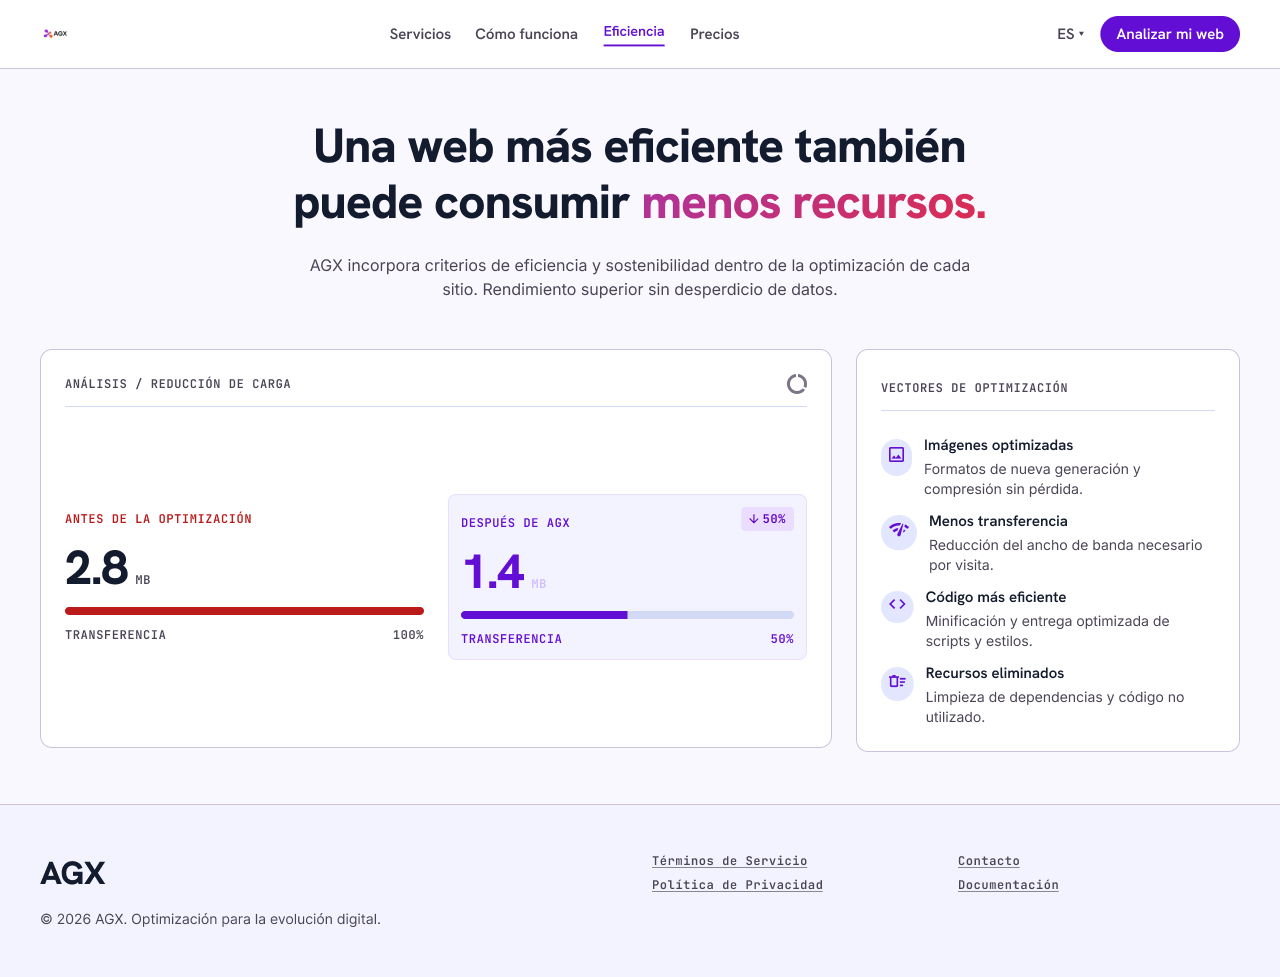 AGX
Servicios
Cómo funciona
Eficiencia
Precios
ES
Analizar mi web
Una web más eficiente también
puede consumir menos recursos.
AGX incorpora criterios de eficiencia y sostenibilidad dentro de la optimización de cada
sitio. Rendimiento superior sin desperdicio de datos.
ANÁLISIS / REDUCCIÓN DE CARGA
ANTES DE LA OPTIMIZACIÓN
2.8 MB
TRANSFERENCIA 100%
DESPUÉS DE AGX
↓ 50%
1.4 MB
TRANSFERENCIA 50%
VECTORES DE OPTIMIZACIÓN
Imágenes optimizadas
Formatos de nueva generación y
compresión sin pérdida.
Menos transferencia
Reducción del ancho de banda necesario
por visita.
Código más eficiente
Minificación y entrega optimizada de
scripts y estilos.
Recursos eliminados
Limpieza de dependencias y código no
utilizado.
AGX
© 2026 AGX. Optimización para la evolución digital.
Términos de Servicio
Política de Privacidad
Contacto
Documentación